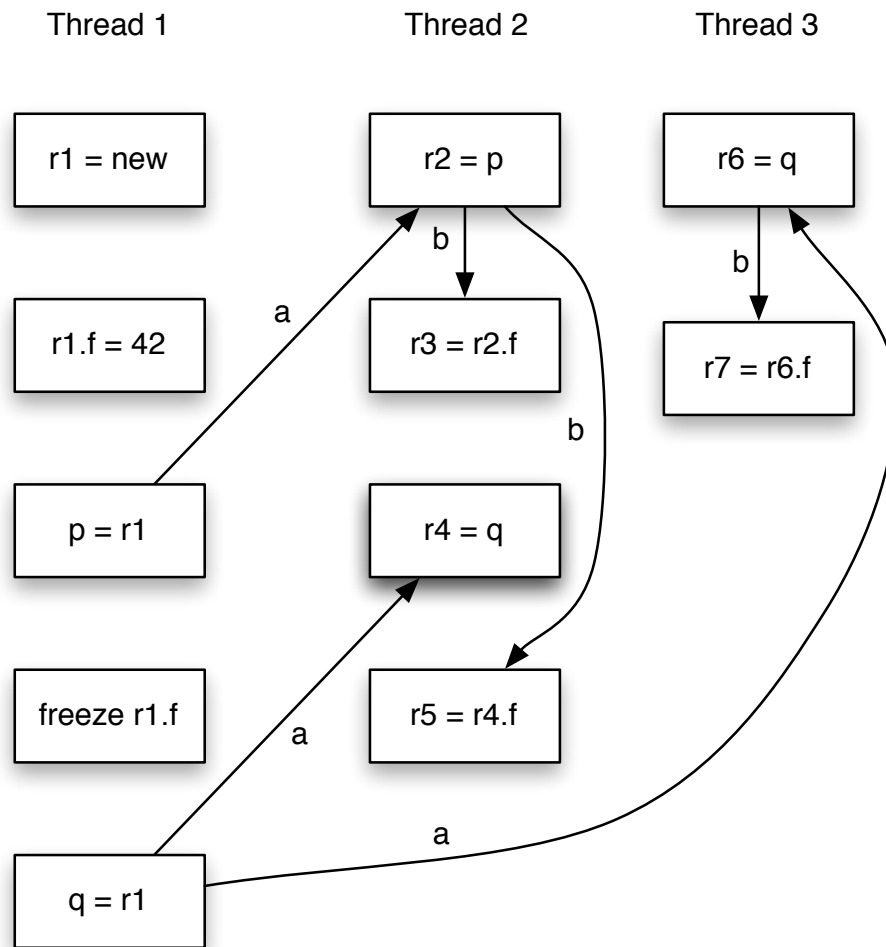 Thread 1
Thread 2
Thread 3
r1 = new
r2 = p
r6 = q
b
b
a
r1.f = 42
r3 = r2.f
r7 = r6.f
b
p = r1
r4 = q
freeze r1.f
r5 = r4.f
a
a
q = r1